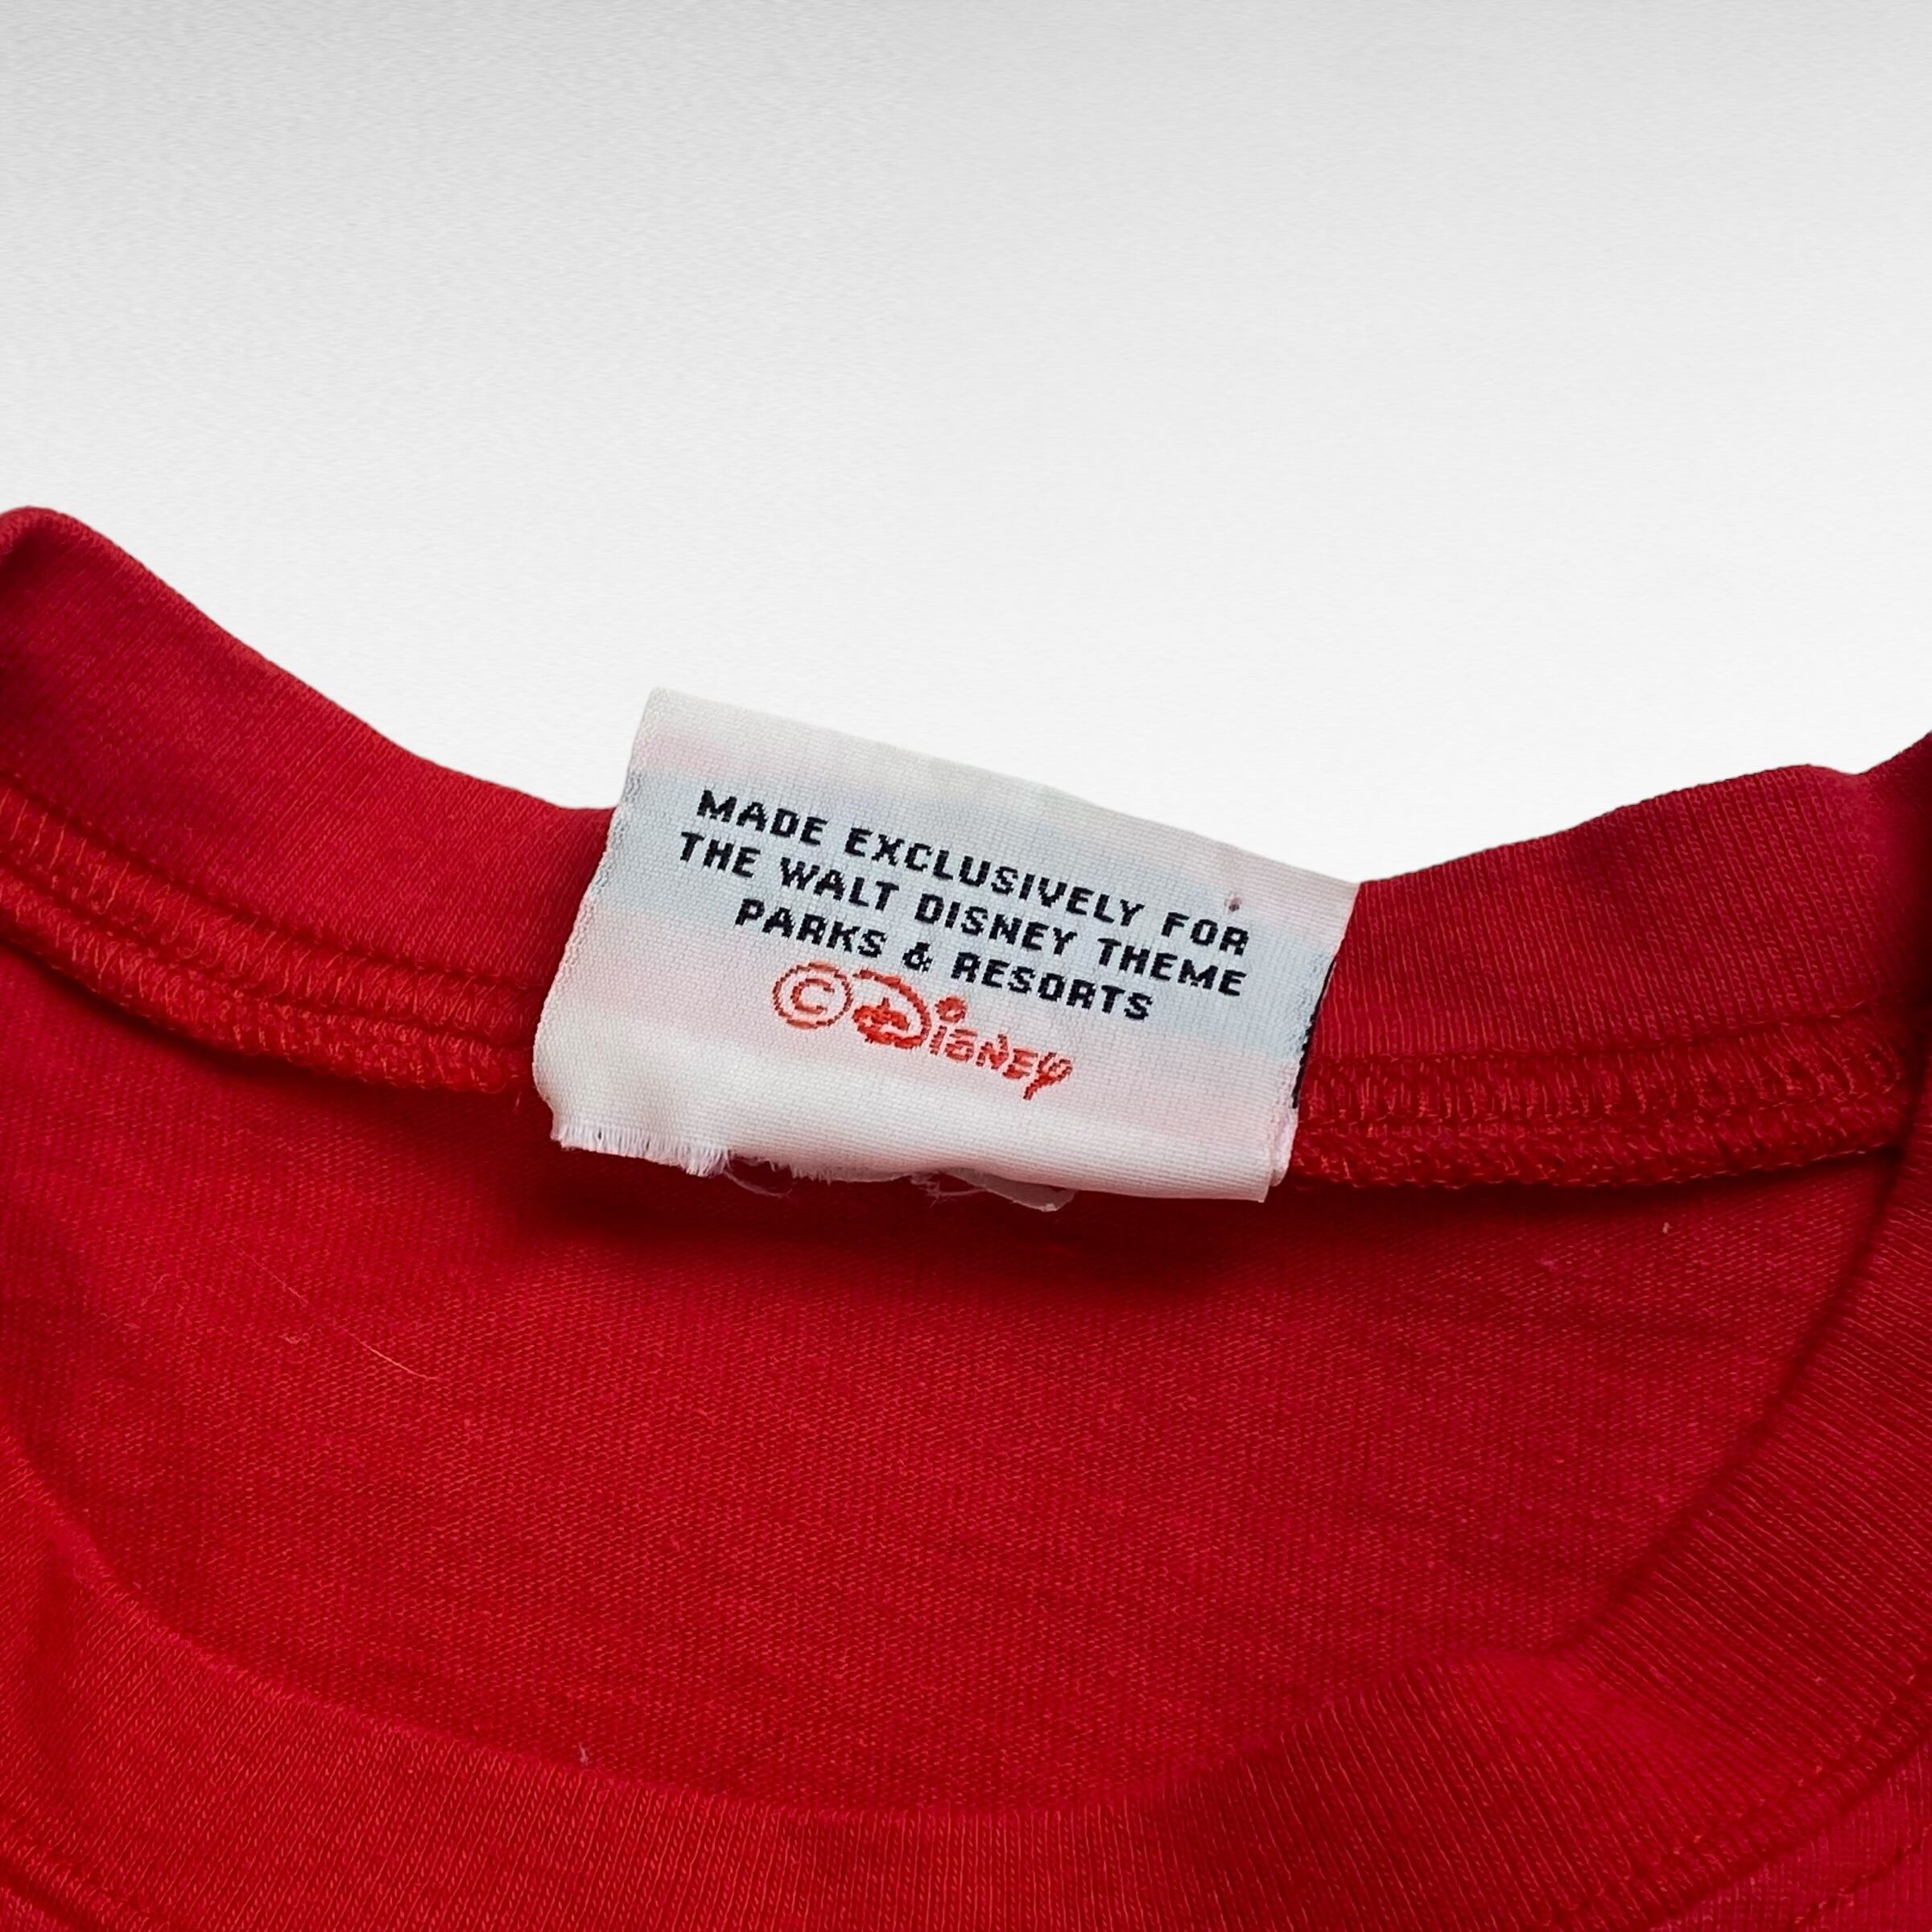 MADE EXCLUSIVELY FOR
THE WALT DISNEY THEME
PARKS & RESORTS
© DISNEY